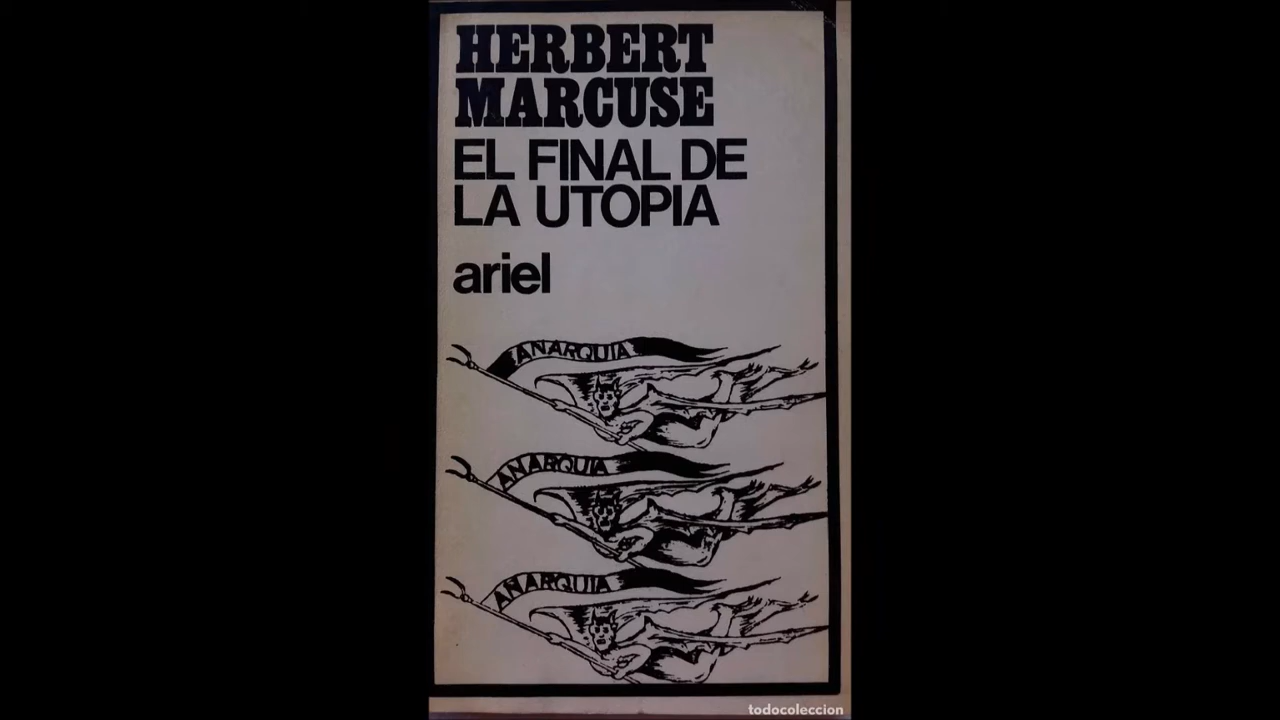 HERBERT
MARCUSE
EL FINAL DE
LA UTOPIA
ariel
ANARQUIA
ANARQUIA
ANARQUIA
todocoleccion